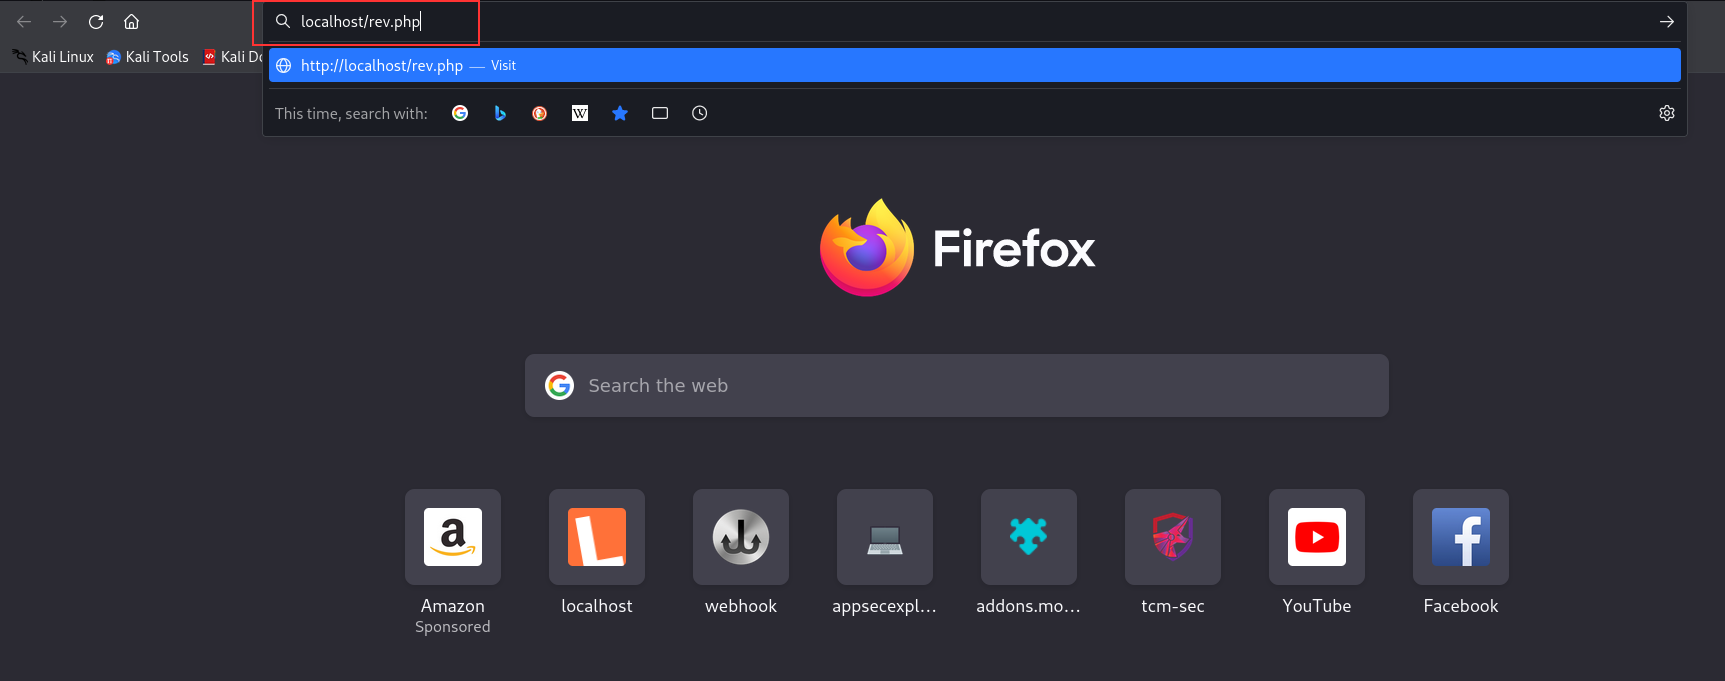 localhost/rev.php
Kali Linux Kali Tools Kali Do
http://localhost/rev.php — Visit
This time, search with:
Firefox
Search the web
Amazon
Sponsored
localhost
webhook
appsecexpl...
addons.mo...
tcm-sec
YouTube
Facebook